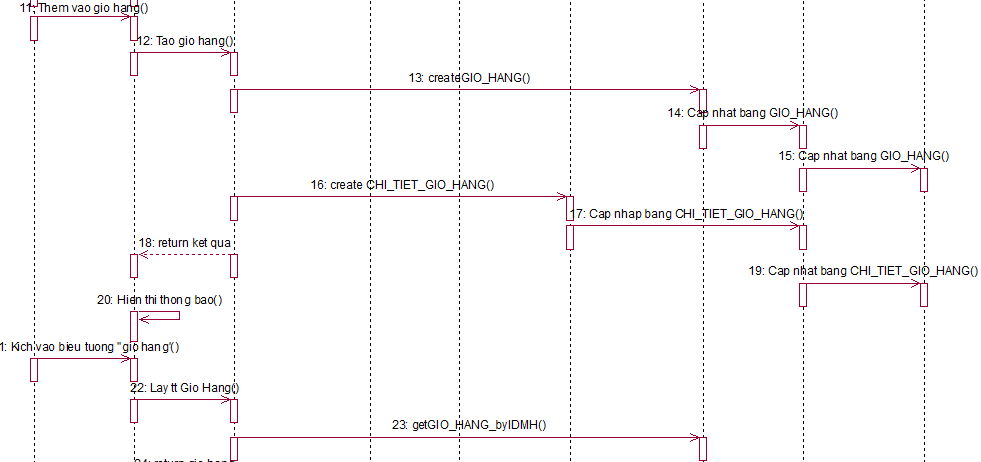 11: Them vao gio hang()
12: Tao gio hang()
13: createGIO_HANG()
14: Cap nhat bang GIO_HANG()
15: Cap nhat bang GIO_HANG()
16: create CHI_TIET_GIO_HANG()
17: Cap nhap bang CHI_TIET_GIO_HANG()
18: return ket qua
19: Cap nhat bang CHI_TIET_GIO_HANG()
20: Hien thi thong bao()
1: Kich vao bieu tuong "gio hang"()
22: Lay tt Gio Hang()
23: getGIO_HANG_byIDMH()